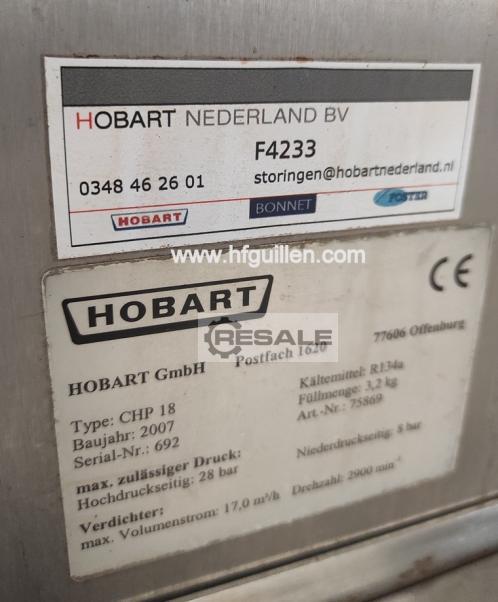 HOBART NEDERLAND BV
F4233
0348 46 26 01 storingen@hobartnederland.nl
HOBART BONNET FOSTER
www.hfguillen.com
HOBART CE
RESALE
HOBART GmbH Postfach 1620 77606 Offenburg
Type: CHP 18 Kältemittel: R134a
Baujahr: 2007 Füllmenge: 3,2 kg
Serial-Nr.: 692 Art.-Nr.: 75869
max. zulässiger Druck:
Hochdruckseitig: 28 bar Niederdruckseitig: 8 bar
Verdichter:
max. Volumenstrom: 17,0 m³/h Drehzahl: 2900 min⁻¹